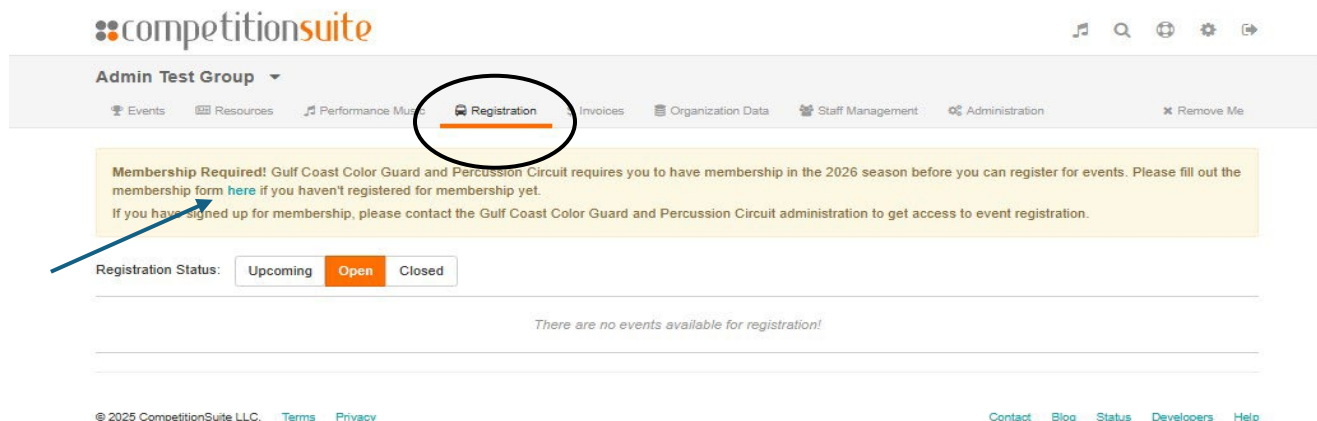 competitionsuite
Admin Test Group
Events Resources Performance Music Registration Invoices Organization Data Staff Management Administration Remove Me
Membership Required! Gulf Coast Color Guard and Percussion Circuit requires you to have membership in the 2026 season before you can register for events. Please fill out the
membership form here if you haven't registered for membership yet.
If you have signed up for membership, please contact the Gulf Coast Color Guard and Percussion Circuit administration to get access to event registration.
Registration Status: Upcoming Open Closed
There are no events available for registration!
© 2025 CompetitionSuite LLC. Terms Privacy Contact Blog Status Developers Help